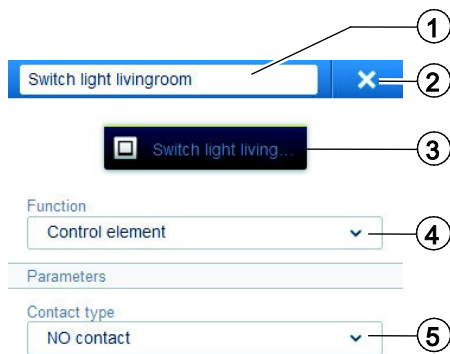 1
Switch light livingroom
2
Switch light living...
3
Function
Control element
4
Parameters
Contact type
NO contact
5